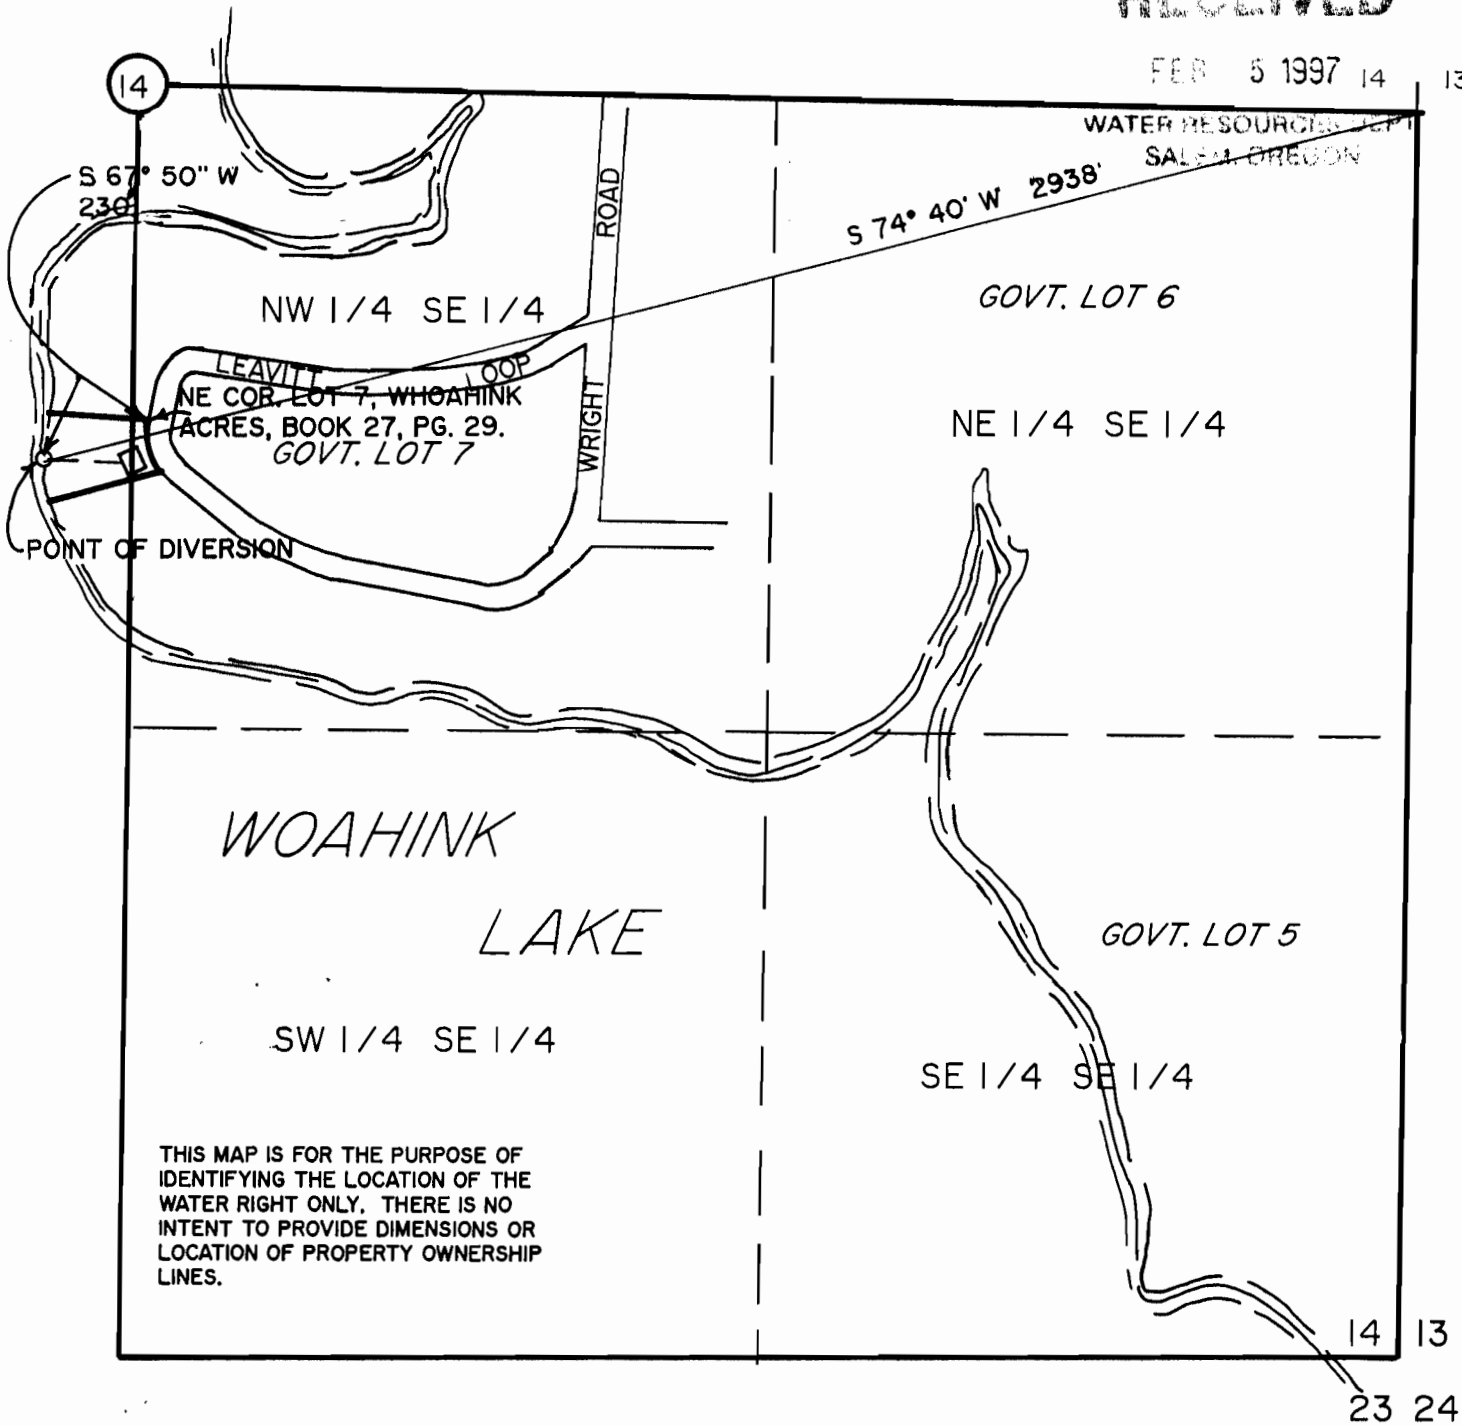 RECEIVED
14
FEB 5 1997
14
13
WATER RESOURCES DEPT
SALEM, OREGON
S 67° 50" W
230'
ROAD
S 74° 40' W 2938'
GOVT. LOT 6
NW 1/4 SE 1/4
LEAVITT LOOP
NE COR. LOT 7, WHOAHINK
ACRES, BOOK 27, PG. 29.
WRIGHT
NE 1/4 SE 1/4
GOVT. LOT 7
POINT OF DIVERSION
WOAHINK
LAKE
GOVT. LOT 5
SW 1/4 SE 1/4
SE 1/4 SE 1/4
THIS MAP IS FOR THE PURPOSE OF
IDENTIFYING THE LOCATION OF THE
WATER RIGHT ONLY. THERE IS NO
INTENT TO PROVIDE DIMENSIONS OR
LOCATION OF PROPERTY OWNERSHIP
LINES.
14 13
23 24